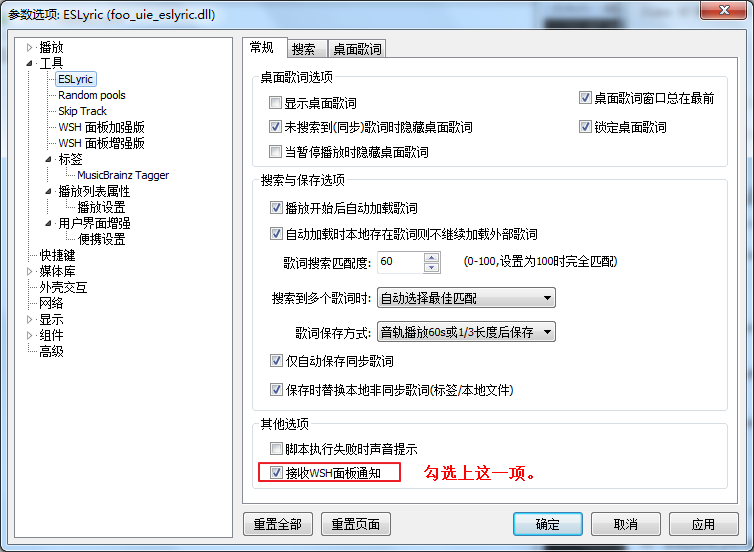 参数选项: ESLyric (foo_uie_eslyric.dll)
播放
工具
ESLyric
Random pools
Skip Track
WSH 面板加强版
WSH 面板增强版
标签
MusicBrainz Tagger
播放列表属性
播放设置
用户界面增强
便携设置
快捷键
媒体库
外壳交互
网络
显示
组件
高级
常规 搜索 桌面歌词
桌面歌词选项
显示桌面歌词
桌面歌词窗口总在最前
未搜索到(同步)歌词时隐藏桌面歌词
锁定桌面歌词
当暂停播放时隐藏桌面歌词
搜索与保存选项
播放开始后自动加载歌词
自动加载时本地存在歌词则不继续加载外部歌词
歌词搜索匹配度: 60 (0-100,设置为100时完全匹配)
搜索到多个歌词时: 自动选择最佳匹配
歌词保存方式: 音轨播放60s或1/3长度后保存
仅自动保存同步歌词
保存时替换本地非同步歌词(标签/本地文件)
其他选项
脚本执行失败时声音提示
接收WSH面板通知 勾选上这一项。
重置全部 重置页面 确定 取消 应用